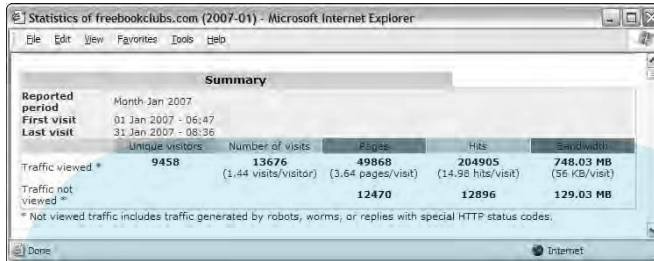 Statistics of freebookclubs.com (2007-01) - Microsoft Internet Explorer
File Edit View Favorites Tools Help
Summary
Reported period Month Jan 2007
First visit 01 Jan 2007 - 06:47
Last visit 31 Jan 2007 - 08:36
Unique visitors Number of visits Pages Hits Bandwidth
Traffic viewed * 9458 13676 49868 204905 748.03 MB
(1.44 visits/visitor) (3.64 pages/visit) (14.98 hits/visit) (56 KB/visit)
Traffic not viewed * 12470 12896 129.03 MB
* Not viewed traffic includes traffic generated by robots, worms, or replies with special HTTP status codes.
Done Internet